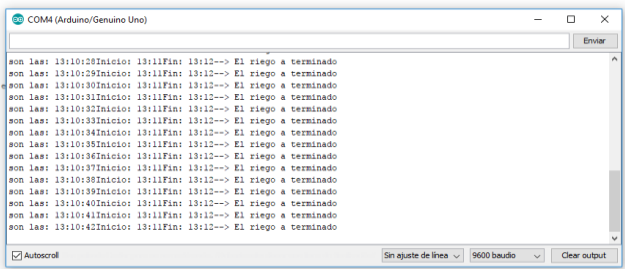 COM4 (Arduino/Genuino Uno)
Enviar
son las: 13:10:28Inicio: 13:11Fin: 13:12--> El riego a terminado
son las: 13:10:29Inicio: 13:11Fin: 13:12--> El riego a terminado
son las: 13:10:30Inicio: 13:11Fin: 13:12--> El riego a terminado
son las: 13:10:31Inicio: 13:11Fin: 13:12--> El riego a terminado
son las: 13:10:32Inicio: 13:11Fin: 13:12--> El riego a terminado
son las: 13:10:33Inicio: 13:11Fin: 13:12--> El riego a terminado
son las: 13:10:34Inicio: 13:11Fin: 13:12--> El riego a terminado
son las: 13:10:35Inicio: 13:11Fin: 13:12--> El riego a terminado
son las: 13:10:36Inicio: 13:11Fin: 13:12--> El riego a terminado
son las: 13:10:37Inicio: 13:11Fin: 13:12--> El riego a terminado
son las: 13:10:38Inicio: 13:11Fin: 13:12--> El riego a terminado
son las: 13:10:39Inicio: 13:11Fin: 13:12--> El riego a terminado
son las: 13:10:40Inicio: 13:11Fin: 13:12--> El riego a terminado
son las: 13:10:41Inicio: 13:11Fin: 13:12--> El riego a terminado
son las: 13:10:42Inicio: 13:11Fin: 13:12--> El riego a terminado
Autoscroll Sin ajuste de línea 9600 baudio Clear output